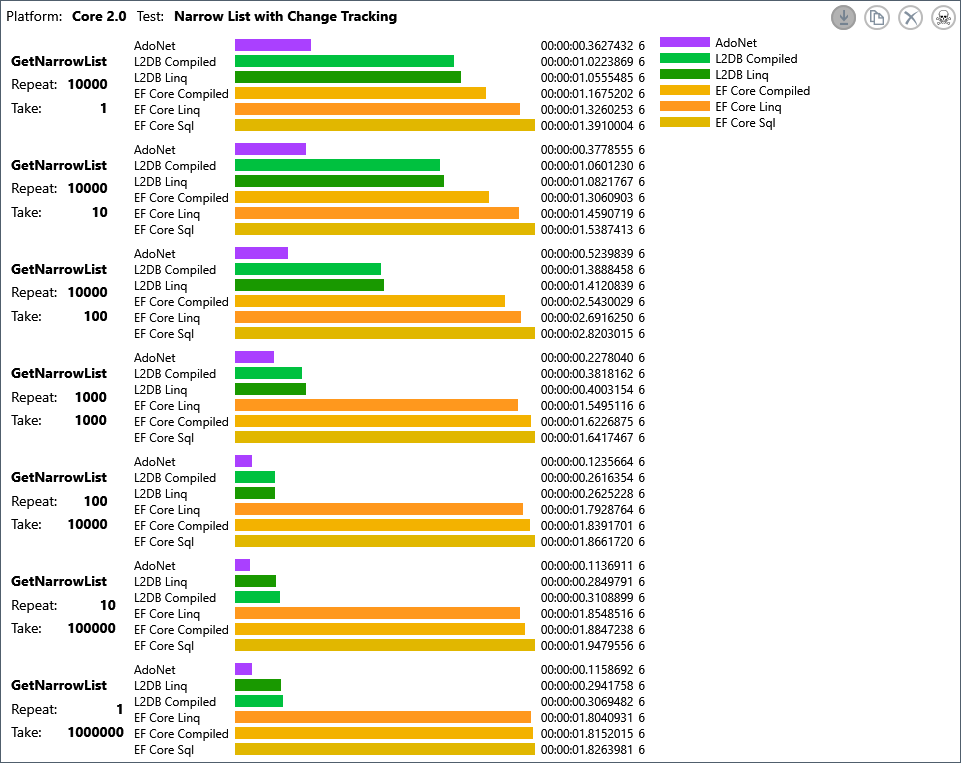 Platform: Core 2.0 Test: Narrow List with Change Tracking
AdoNet
L2DB Compiled
L2DB Linq
EF Core Compiled
EF Core Linq
EF Core Sql
GetNarrowList
Repeat: 10000
Take: 1
AdoNet 00:00:00.3627432 6
L2DB Compiled 00:00:01.0223869 6
L2DB Linq 00:00:01.0555485 6
EF Core Compiled 00:00:01.1675202 6
EF Core Linq 00:00:01.3260253 6
EF Core Sql 00:00:01.3910004 6
GetNarrowList
Repeat: 10000
Take: 10
AdoNet 00:00:00.3778555 6
L2DB Compiled 00:00:01.0601230 6
L2DB Linq 00:00:01.0821767 6
EF Core Compiled 00:00:01.3060903 6
EF Core Linq 00:00:01.4590719 6
EF Core Sql 00:00:01.5387413 6
GetNarrowList
Repeat: 10000
Take: 100
AdoNet 00:00:00.5239839 6
L2DB Compiled 00:00:01.3888458 6
L2DB Linq 00:00:01.4120839 6
EF Core Compiled 00:00:02.5430029 6
EF Core Linq 00:00:02.6916250 6
EF Core Sql 00:00:02.8203015 6
GetNarrowList
Repeat: 1000
Take: 1000
AdoNet 00:00:00.2278040 6
L2DB Compiled 00:00:00.3818162 6
L2DB Linq 00:00:00.4003154 6
EF Core Linq 00:00:01.5495116 6
EF Core Compiled 00:00:01.6226875 6
EF Core Sql 00:00:01.6417467 6
GetNarrowList
Repeat: 100
Take: 10000
AdoNet 00:00:00.1235664 6
L2DB Compiled 00:00:00.2616354 6
L2DB Linq 00:00:00.2625228 6
EF Core Linq 00:00:01.7928764 6
EF Core Compiled 00:00:01.8391701 6
EF Core Sql 00:00:01.8661720 6
GetNarrowList
Repeat: 10
Take: 100000
AdoNet 00:00:00.1136911 6
L2DB Linq 00:00:00.2849791 6
L2DB Compiled 00:00:00.3108899 6
EF Core Linq 00:00:01.8548516 6
EF Core Compiled 00:00:01.8847238 6
EF Core Sql 00:00:01.9479556 6
GetNarrowList
Repeat: 1
Take: 1000000
AdoNet 00:00:00.1158692 6
L2DB Linq 00:00:00.2941758 6
L2DB Compiled 00:00:00.3069482 6
EF Core Linq 00:00:01.8040931 6
EF Core Compiled 00:00:01.8152015 6
EF Core Sql 00:00:01.8263981 6